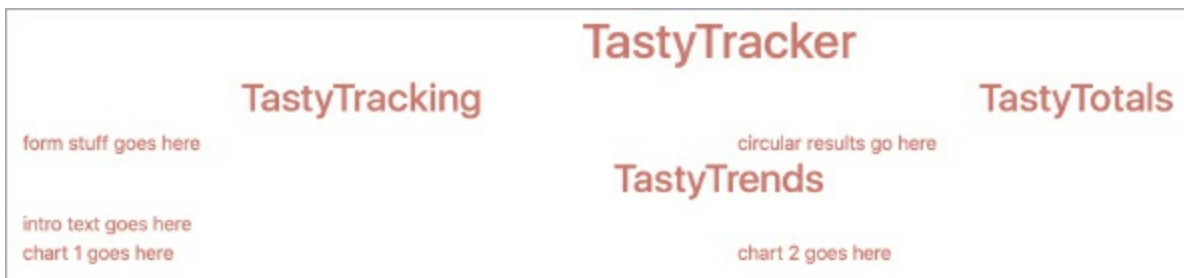 TastyTracker
TastyTracking
TastyTotals
form stuff goes here
circular results go here
TastyTrends
intro text goes here
chart 1 goes here
chart 2 goes here